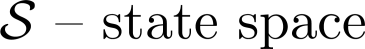 𝒮 – state space